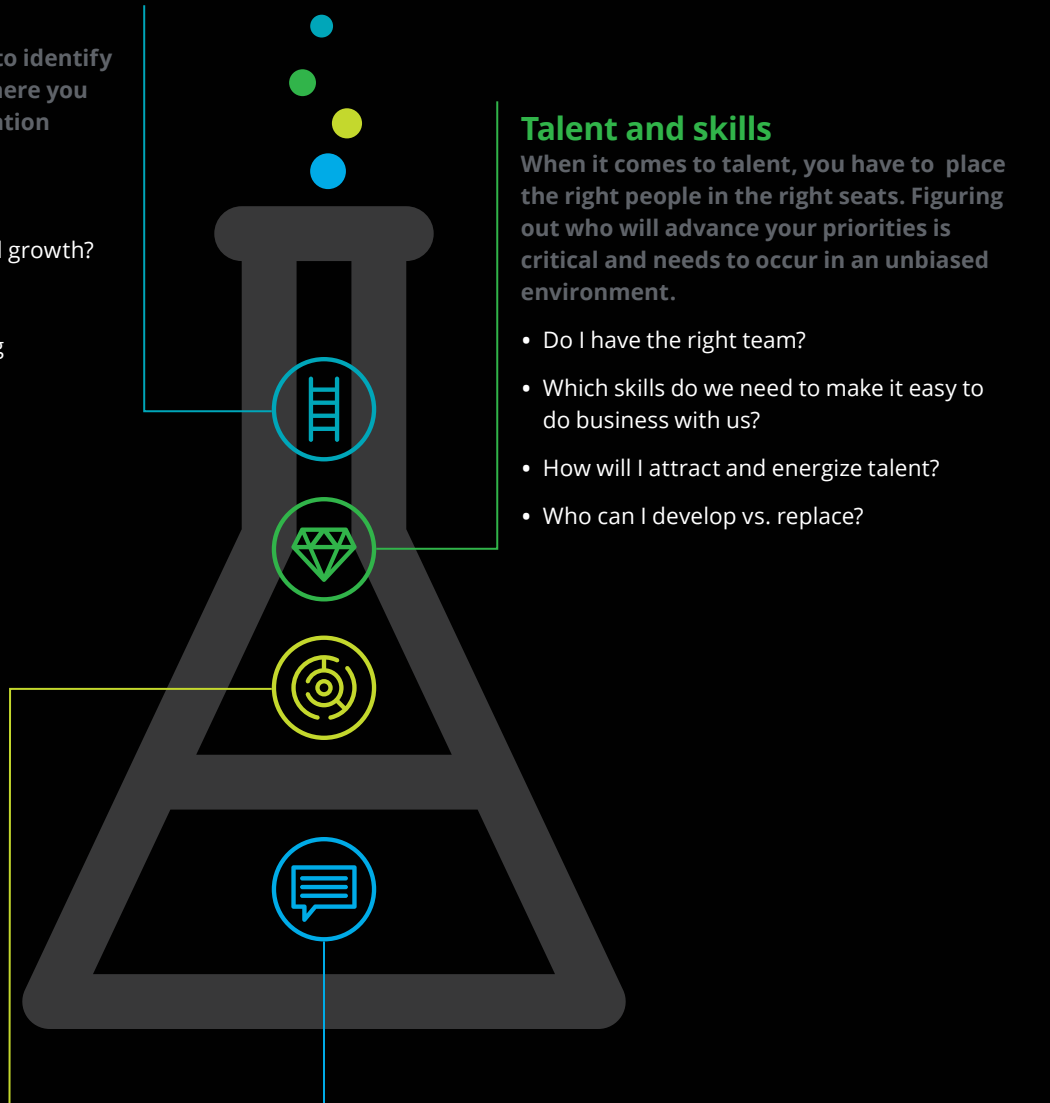 to identify
here you
ation
growth?
g
Talent and skills
When it comes to talent, you have to place
the right people in the right seats. Figuring
out who will advance your priorities is
critical and needs to occur in an unbiased
environment.
• Do I have the right team?
• Which skills do we need to make it easy to
do business with us?
• How will I attract and energize talent?
• Who can I develop vs. replace?